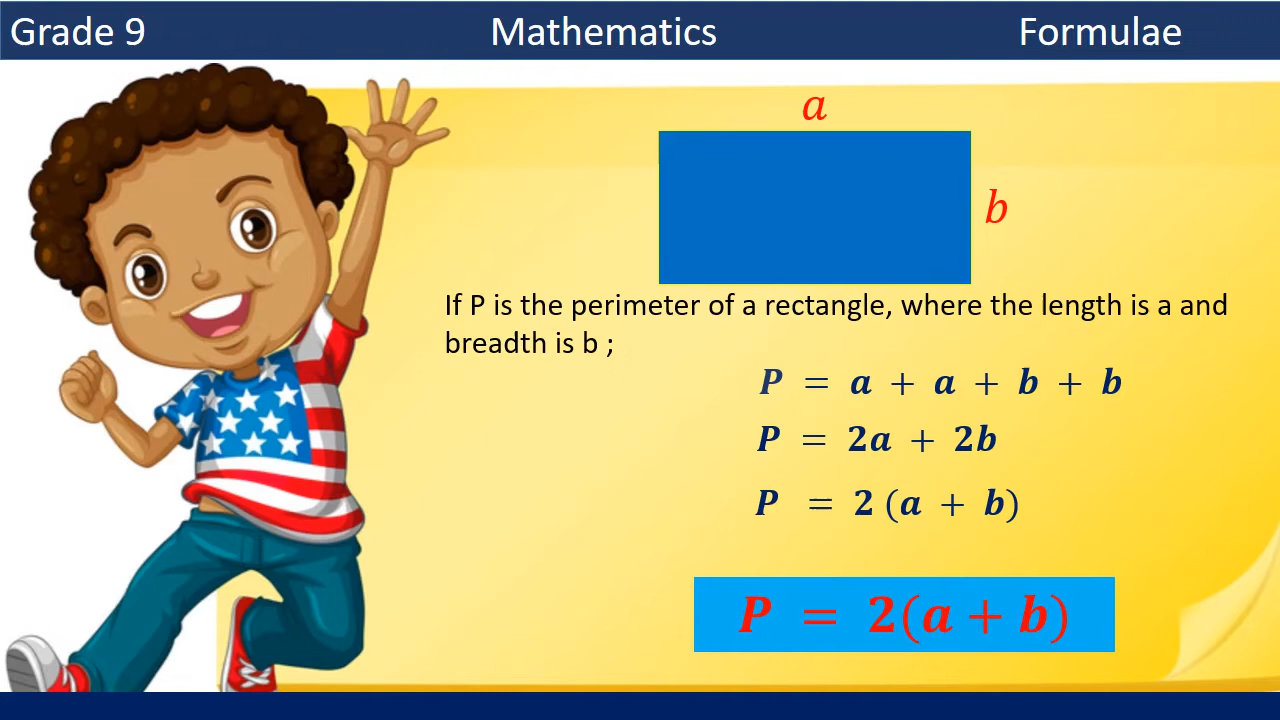 Grade 9 Mathematics Formulae
a
b
If P is the perimeter of a rectangle, where the length is a and
breadth is b ;
P = a + a + b + b
P = 2a + 2b
P = 2 (a + b)
P = 2(a + b)